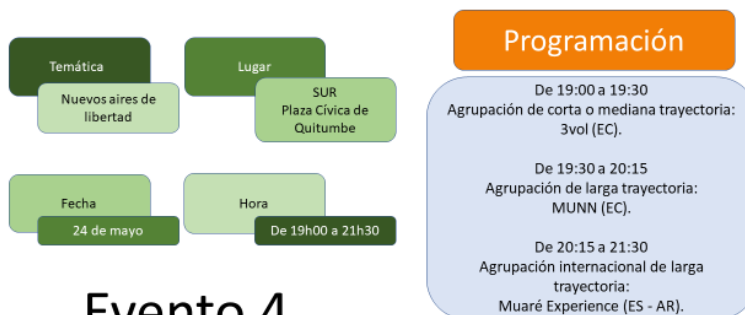 Temática
Nuevos aires de
libertad
Lugar
SUR
Plaza Cívica de
Quitumbe
Fecha
24 de mayo
Hora
De 19h00 a 21h30
Evento 4
Programación
De 19:00 a 19:30
Agrupación de corta o mediana trayectoria:
3vol (EC).
De 19:30 a 20:15
Agrupación de larga trayectoria:
MUNN (EC).
De 20:15 a 21:30
Agrupación internacional de larga
trayectoria:
Muaré Experience (ES - AR).